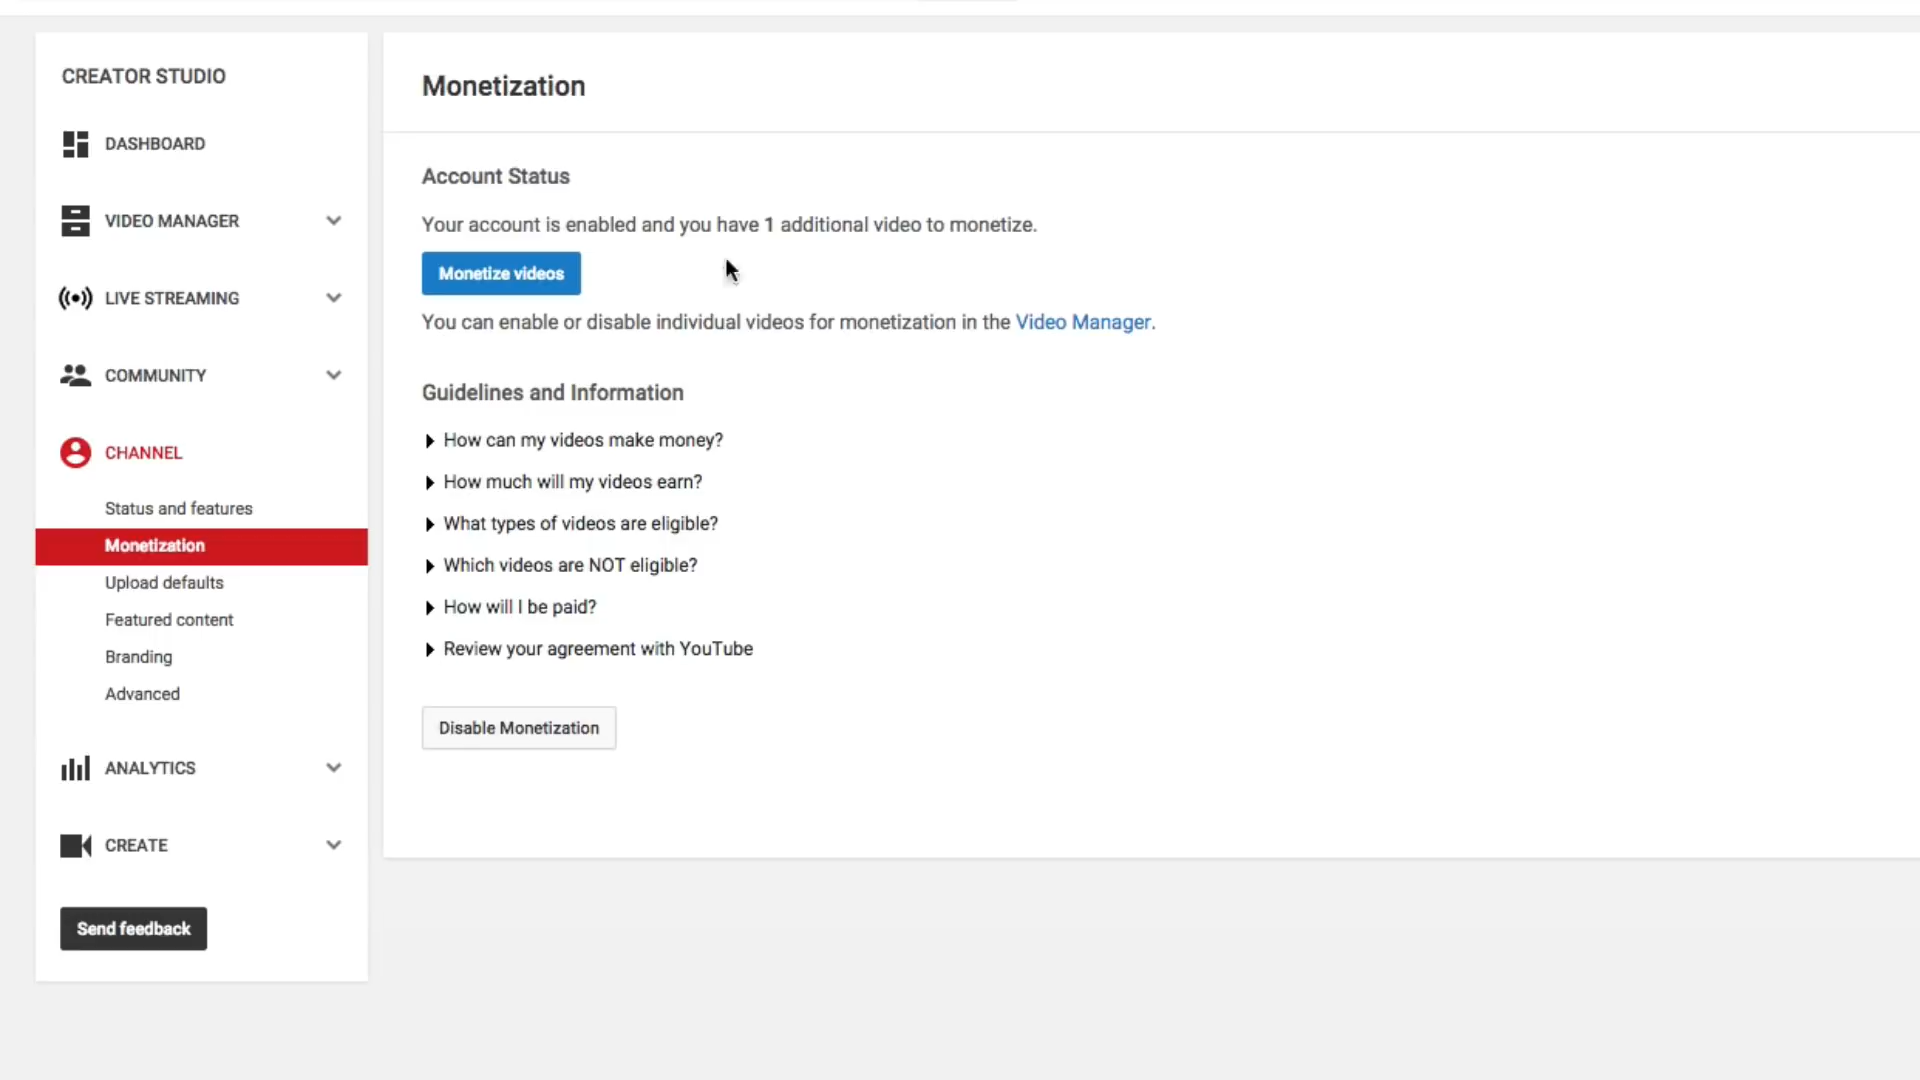 CREATOR STUDIO
DASHBOARD
VIDEO MANAGER
LIVE STREAMING
COMMUNITY
CHANNEL
Status and features
Monetization
Upload defaults
Featured content
Branding
Advanced
ANALYTICS
CREATE
Send feedback
Monetization
Account Status
Your account is enabled and you have 1 additional video to monetize.
Monetize videos
You can enable or disable individual videos for monetization in the Video Manager.
Guidelines and Information
How can my videos make money?
How much will my videos earn?
What types of videos are eligible?
Which videos are NOT eligible?
How will I be paid?
Review your agreement with YouTube
Disable Monetization